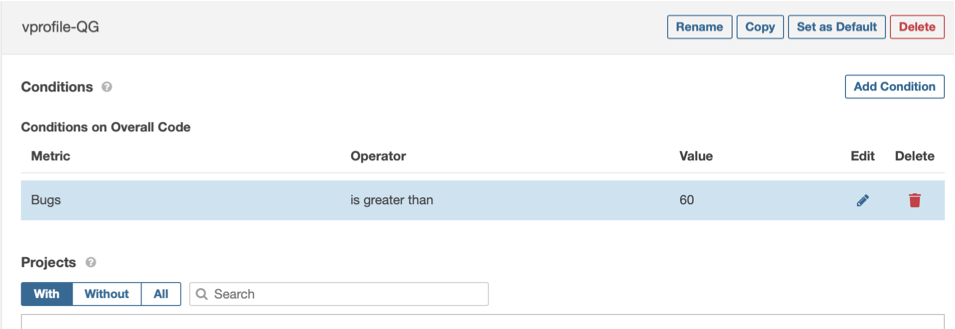 vprofile-QG Rename Copy Set as Default Delete
Conditions ? Add Condition
Conditions on Overall Code
Metric Operator Value Edit Delete
Bugs is greater than 60
Projects ?
With Without All Search